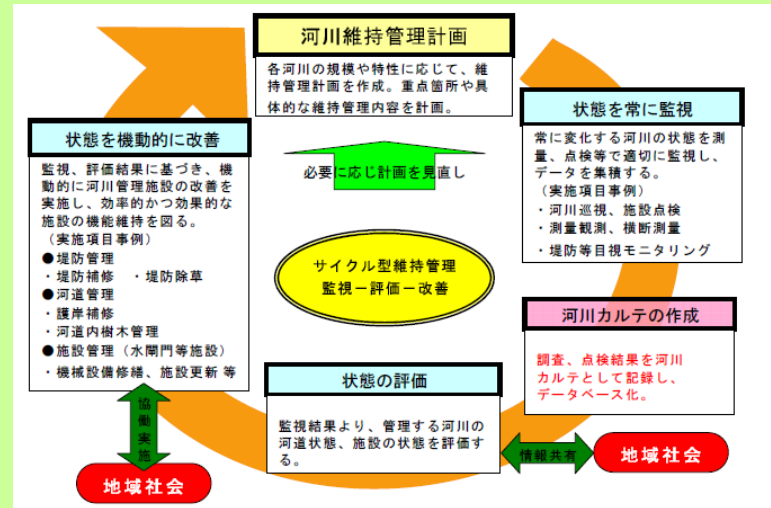 河川維持管理計画
各河川の規模や特性に応じて、維
持管理計画を作成。重点箇所や具
体的な維持管理内容を計画。
状態を常に監視
常に変化する河川の状態を測
量、点検等で適切に監視し、
データを集積する。
（実施項目事例）
・河川巡視、施設点検
・測量観測、横断測量
・堤防等目視モニタリング
河川カルテの作成
調査、点検結果を河川
カルテとして記録し、
データベース化。
状態の評価
監視結果より、管理する河川の
河道状態、施設の状態を評価す
る。
情報共有
地域社会
状態を機動的に改善
監視、評価結果に基づき、機
動的に河川管理施設の改善を
実施し、効率的かつ効果的な
施設の機能維持を図る。
（実施項目事例）
●堤防管理
・堤防補修　・堤防除草
●河道管理
・護岸補修
・河道内樹木管理
●施設管理（水閘門等施設）
・機械設備修繕、施設更新 等
協働実施
地域社会
必要に応じ計画を見直し
サイクル型維持管理
監視－評価－改善